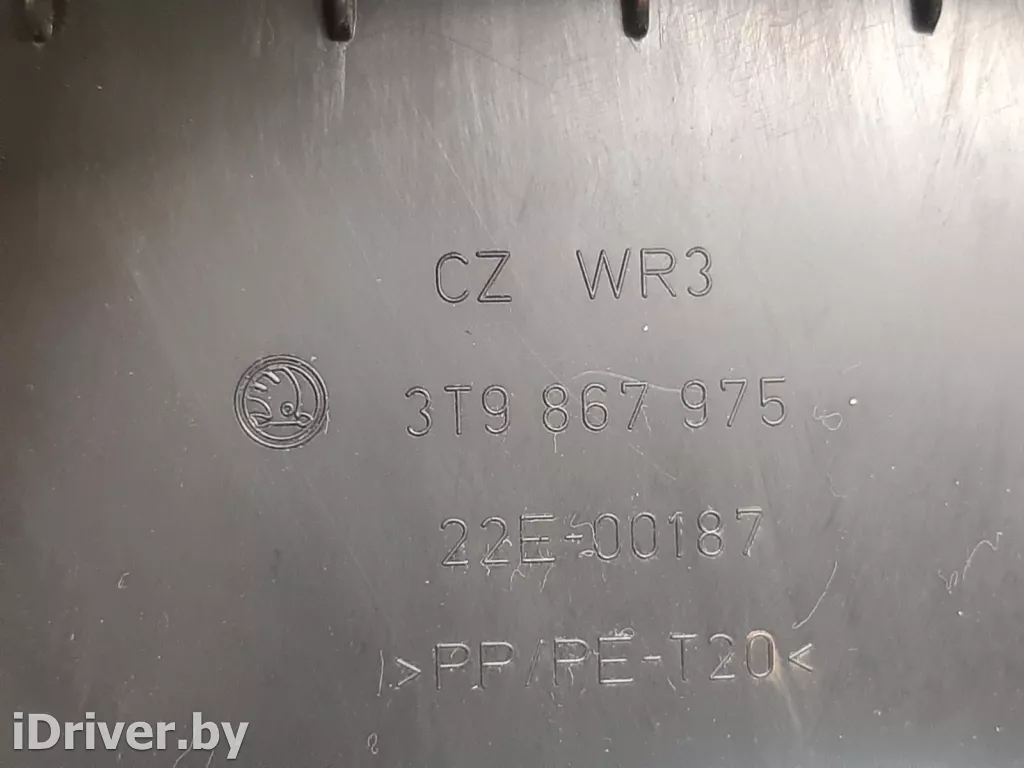 CZ WR3
3T9 867 975
22E-00187
>PP/PE-T20<
iDriver.by